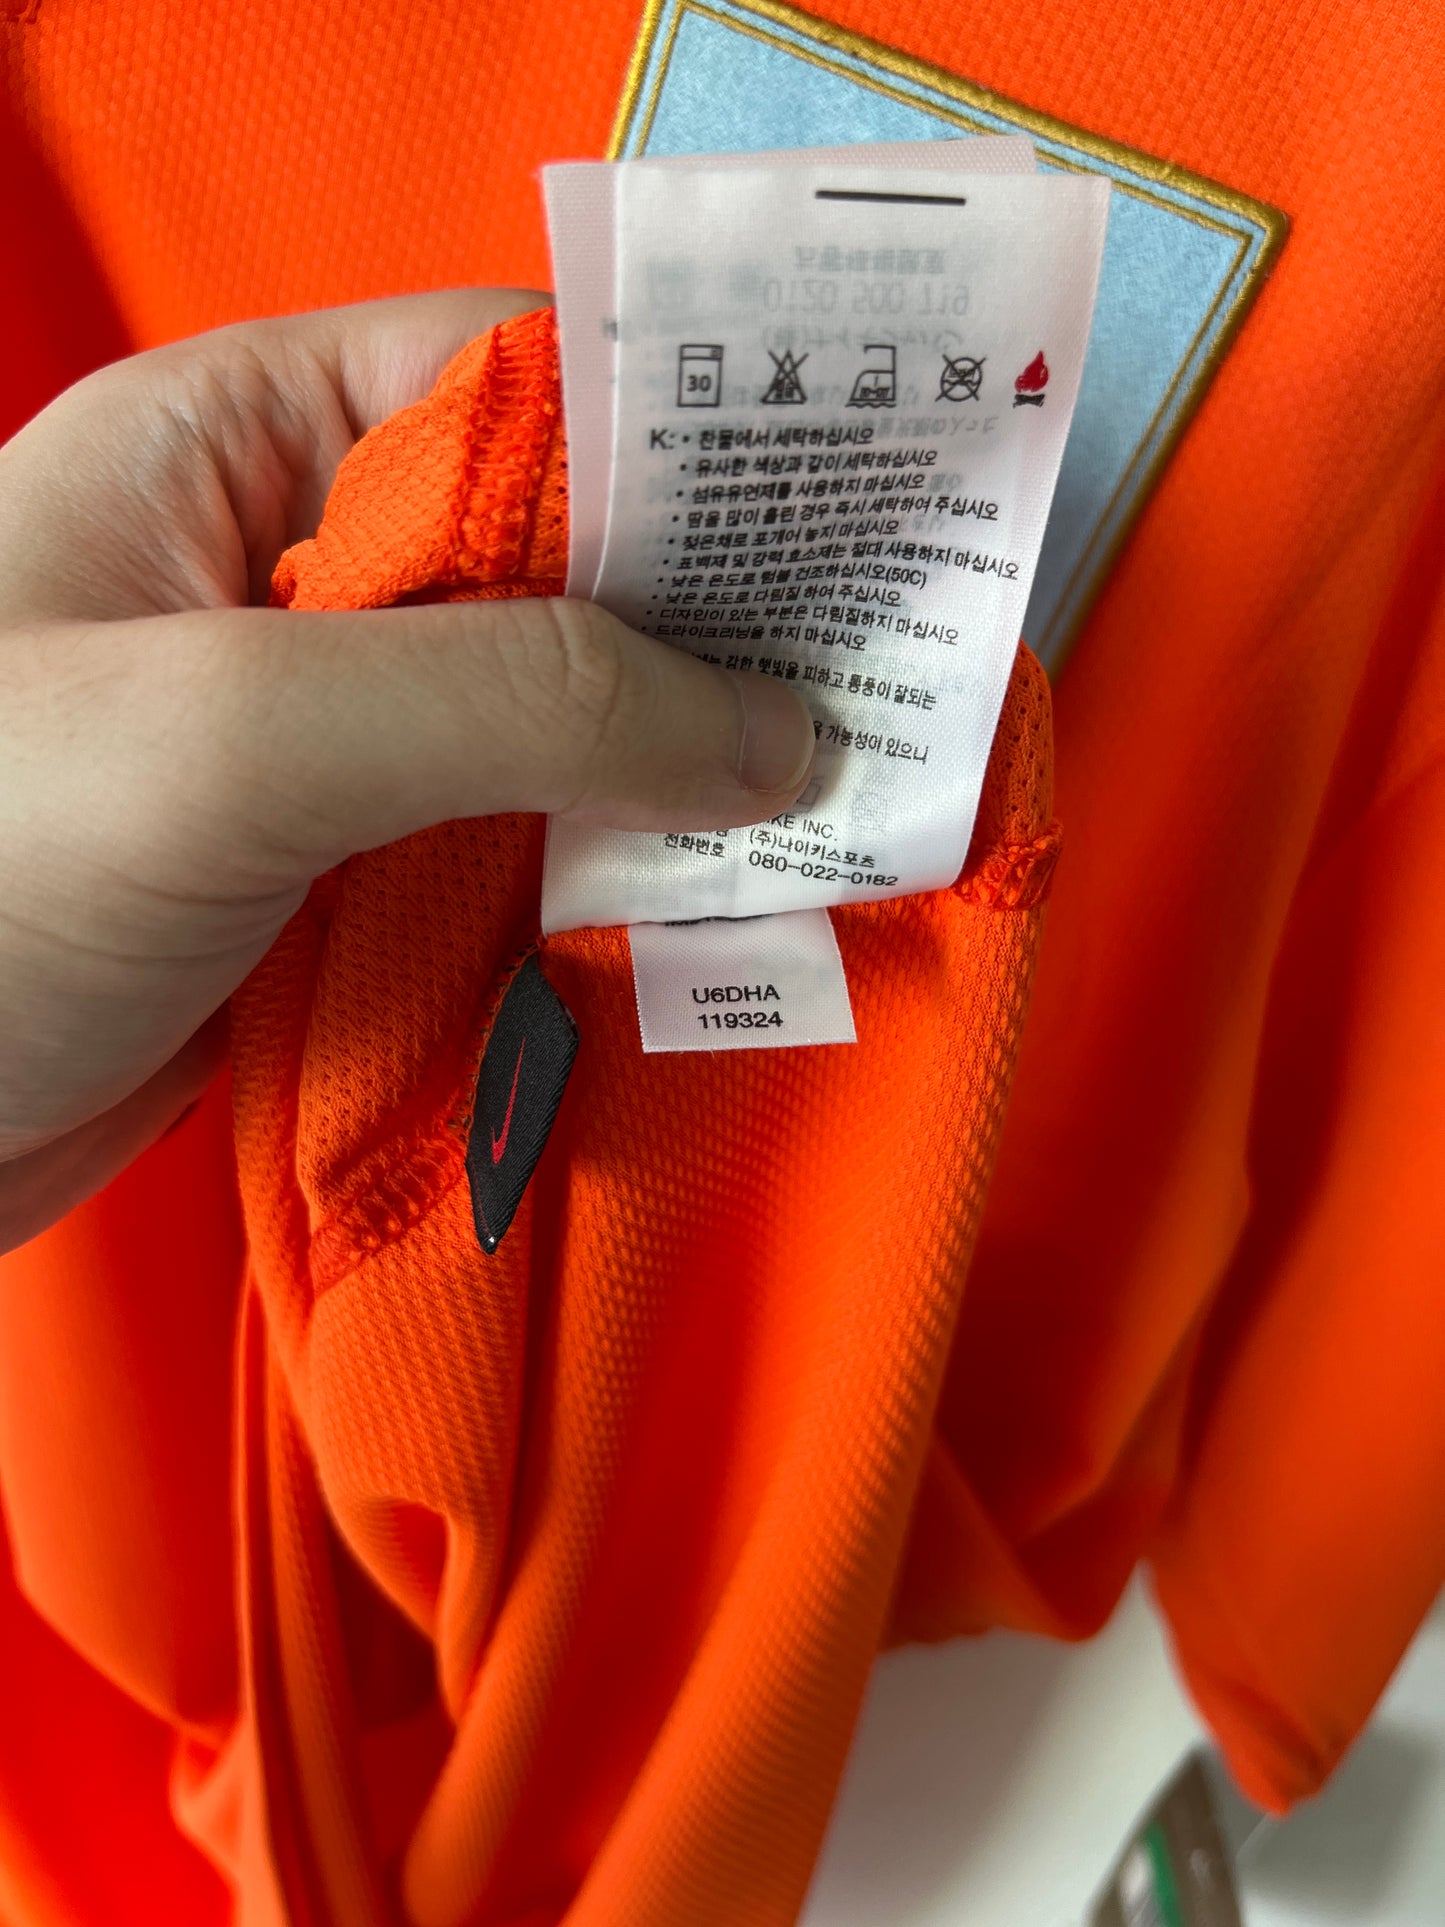 30
K: • 찬물에서 세탁하십시오
• 유사한 색상과 같이 세탁하십시오
• 섬유유연제를 사용하지 마십시오
• 땀을 많이 흘린 경우 즉시 세탁하여 주십시오
• 젖은채로 포개어 놓지 마십시오
• 표백제 및 강력 효소제는 절대 사용하지 마십시오
• 낮은 온도로 텀블 건조하십시오(50C)
• 낮은 온도로 다림질 하여 주십시오
• 디자인이 있는 부분은 다림질하지 마십시오
• 드라이크리닝을 하지 마십시오
강한 햇빛을 피하고 통풍이 잘되는
가능성이 있으니
INC.
(주)나이키스포츠
전화번호 080-022-0182
U6DHA
119324